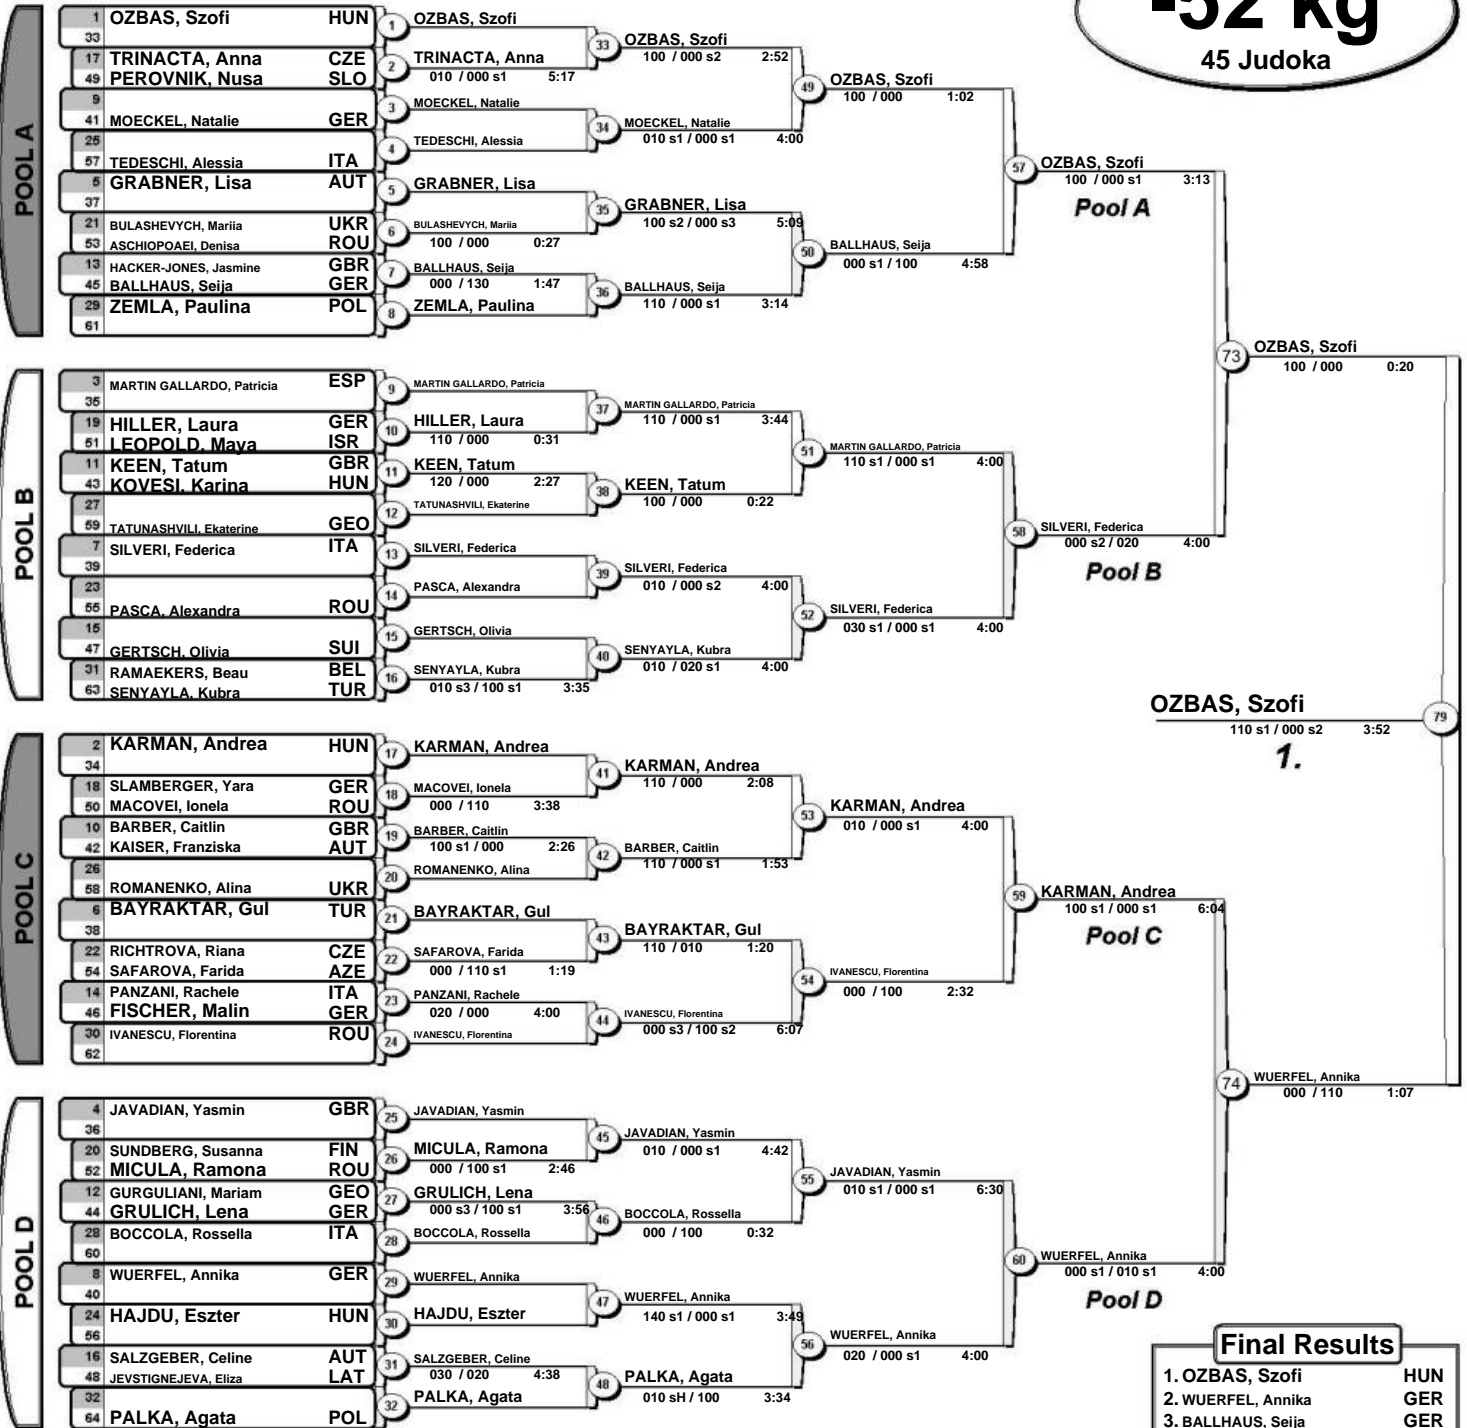 -52 kg
45 Judoka
POOL A
1 OZBAS, Szofi HUN
33
17 TRINACTA, Anna CZE
49 PEROVNIK, Nusa SLO
9
41 MOECKEL, Natalie GER
25
57 TEDESCHI, Alessia ITA
5 GRABNER, Lisa AUT
37
21 BULASHEVYCH, Mariia UKR
53 ASCHIOPOAEI, Denisa ROU
13 HACKER-JONES, Jasmine GBR
45 BALLHAUS, Seija GER
29 ZEMLA, Paulina POL
61
1 OZBAS, Szofi
2 TRINACTA, Anna
010 / 000 s1 5:17
3 MOECKEL, Natalie
4 TEDESCHI, Alessia
5 GRABNER, Lisa
6 BULASHEVYCH, Mariia
100 / 000 0:27
7 BALLHAUS, Seija
000 / 130 1:47
8 ZEMLA, Paulina
33 OZBAS, Szofi
100 / 000 s2 2:52
34 MOECKEL, Natalie
010 s1 / 000 s1 4:00
35 GRABNER, Lisa
100 s2 / 000 s3 5:09
36 BALLHAUS, Seija
110 / 000 s1 3:14
49 OZBAS, Szofi
100 / 000 1:02
50 BALLHAUS, Seija
000 s1 / 100 4:58
57 OZBAS, Szofi
100 / 000 s1 3:13
Pool A
POOL B
3 MARTIN GALLARDO, Patricia ESP
35
19 HILLER, Laura GER
51 LEOPOLD, Maya ISR
11 KEEN, Tatum GBR
43 KOVESI, Karina HUN
27
59 TATUNASHVILI, Ekaterine GEO
7 SILVERI, Federica ITA
39
23
55 PASCA, Alexandra ROU
15
47 GERTSCH, Olivia SUI
31 RAMAEKERS, Beau BEL
63 SENYAYLA, Kubra TUR
9 MARTIN GALLARDO, Patricia
10 HILLER, Laura
110 / 000 0:31
11 KEEN, Tatum
120 / 000 2:27
12 TATUNASHVILI, Ekaterine
13 SILVERI, Federica
14 PASCA, Alexandra
15 GERTSCH, Olivia
16 SENYAYLA, Kubra
010 s3 / 100 s1 3:35
37 MARTIN GALLARDO, Patricia
110 / 000 s1 3:44
38 KEEN, Tatum
100 / 000 0:22
39 SILVERI, Federica
010 / 000 s2 4:00
40 SENYAYLA, Kubra
010 / 020 s1 4:00
51 MARTIN GALLARDO, Patricia
110 s1 / 000 s1 4:00
52 SILVERI, Federica
030 s1 / 000 s1 4:00
58 SILVERI, Federica
000 s2 / 020 4:00
Pool B
73 OZBAS, Szofi
100 / 000 0:20
OZBAS, Szofi 79
110 s1 / 000 s2 3:52
1.
POOL C
2 KARMAN, Andrea HUN
34
18 SLAMBERGER, Yara GER
50 MACOVEI, Ionela ROU
10 BARBER, Caitlin GBR
42 KAISER, Franziska AUT
26
58 ROMANENKO, Alina UKR
6 BAYRAKTAR, Gul TUR
38
22 RICHTROVA, Riana CZE
54 SAFAROVA, Farida AZE
14 PANZANI, Rachele ITA
46 FISCHER, Malin GER
30 IVANESCU, Florentina ROU
62
17 KARMAN, Andrea
18 MACOVEI, Ionela
000 / 110 3:38
19 BARBER, Caitlin
100 s1 / 000 2:26
20 ROMANENKO, Alina
21 BAYRAKTAR, Gul
22 SAFAROVA, Farida
000 / 110 s1 1:19
23 PANZANI, Rachele
020 / 000 4:00
24 IVANESCU, Florentina
41 KARMAN, Andrea
110 / 000 2:08
42 BARBER, Caitlin
110 / 000 s1 1:53
43 BAYRAKTAR, Gul
110 / 010 1:20
44 IVANESCU, Florentina
000 s3 / 100 s2 6:07
53 KARMAN, Andrea
010 / 000 s1 4:00
54 IVANESCU, Florentina
000 / 100 2:32
59 KARMAN, Andrea
100 s1 / 000 s1 6:04
Pool C
POOL D
4 JAVADIAN, Yasmin GBR
36
20 SUNDBERG, Susanna FIN
52 MICULA, Ramona ROU
12 GURGULIANI, Mariam GEO
44 GRULICH, Lena GER
28 BOCCOLA, Rossella ITA
60
8 WUERFEL, Annika GER
40
24 HAJDU, Eszter HUN
56
16 SALZGEBER, Celine AUT
48 JEVSTIGNEJEVA, Eliza LAT
32
64 PALKA, Agata POL
25 JAVADIAN, Yasmin
26 MICULA, Ramona
000 / 100 s1 2:46
27 GRULICH, Lena
000 s3 / 100 s1 3:56
28 BOCCOLA, Rossella
29 WUERFEL, Annika
30 HAJDU, Eszter
31 SALZGEBER, Celine
030 / 020 4:38
32 PALKA, Agata
45 JAVADIAN, Yasmin
010 / 000 s1 4:42
46 BOCCOLA, Rossella
000 / 100 0:32
47 WUERFEL, Annika
140 s1 / 000 s1 3:49
48 PALKA, Agata
010 sH / 100 3:34
55 JAVADIAN, Yasmin
010 s1 / 000 s1 6:30
56 WUERFEL, Annika
020 / 000 s1 4:00
60 WUERFEL, Annika
000 s1 / 010 s1 4:00
Pool D
74 WUERFEL, Annika
000 / 110 1:07
Final Results
1. OZBAS, Szofi HUN
2. WUERFEL, Annika GER
3. BALLHAUS, Seija GER